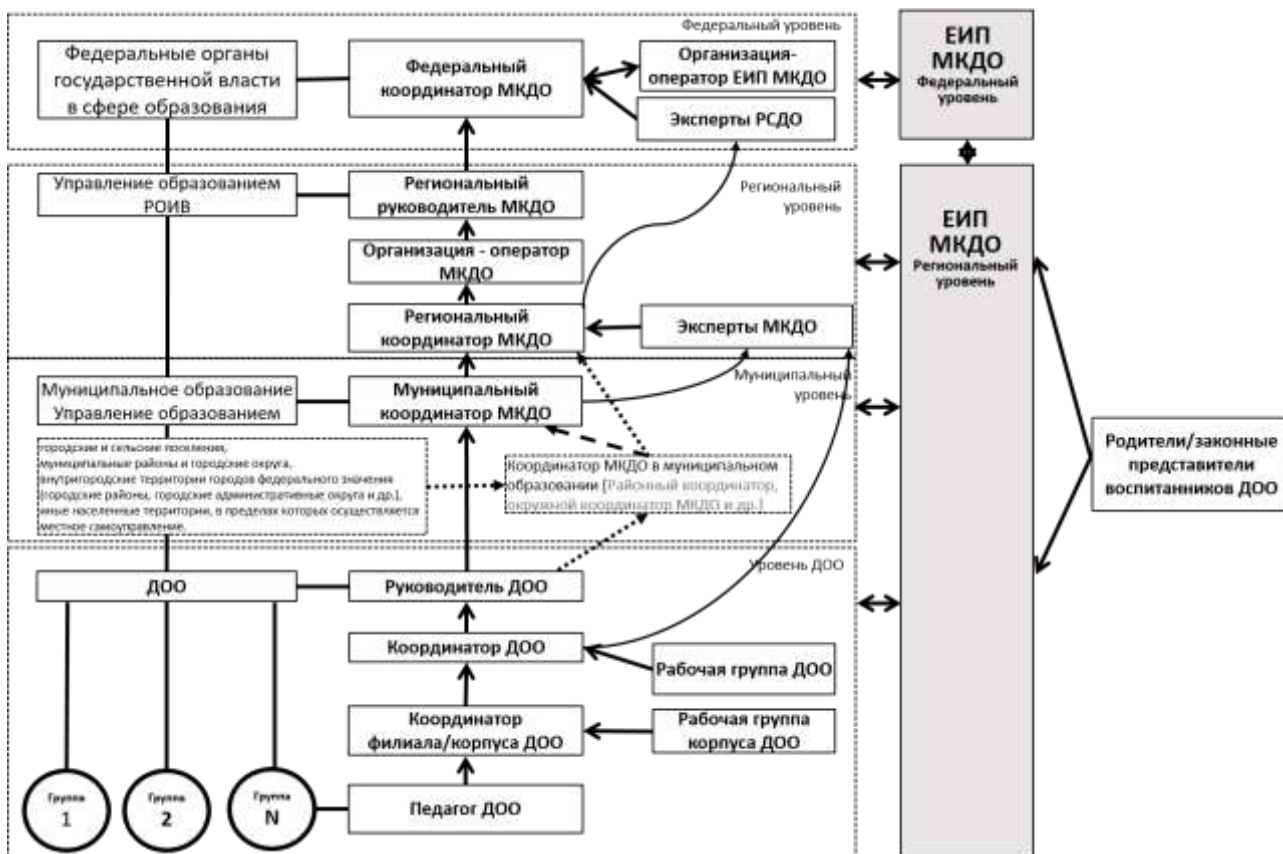 Федеральный уровень
Федеральные органы
государственной власти
в сфере образования
Федеральный
координатор МКДО
Организация-
оператор ЕИП МКДО
Эксперты РСДО
ЕИП
МКДО
Федеральный
уровень
Управление образованием
РОИВ
Региональный
руководитель МКДО
Региональный
уровень
Организация - оператор
МКДО
Региональный
координатор МКДО
Эксперты МКДО
ЕИП
МКДО
Региональный
уровень
Муниципальное образование
Управление образованием
Муниципальный
координатор МКДО
Муниципальный
уровень
городские и сельские поселения,
муниципальные районы и городские округа,
внутригородские территории городов федерального значения
(городские районы, городские административные округа и др.),
иные населенные территории, в пределах которых осуществляется
местное самоуправление.
Координатор МКДО в муниципальном
образовании (Районный координатор,
окружной координатор МКДО и др.)
Родители/законные
представители
воспитанников ДОО
Уровень ДОО
ДОО
Руководитель ДОО
Координатор ДОО
Рабочая группа ДОО
Координатор
филиала/корпуса ДОО
Рабочая группа
корпуса ДОО
Группа
1
Группа
2
Группа
N
Педагог ДОО